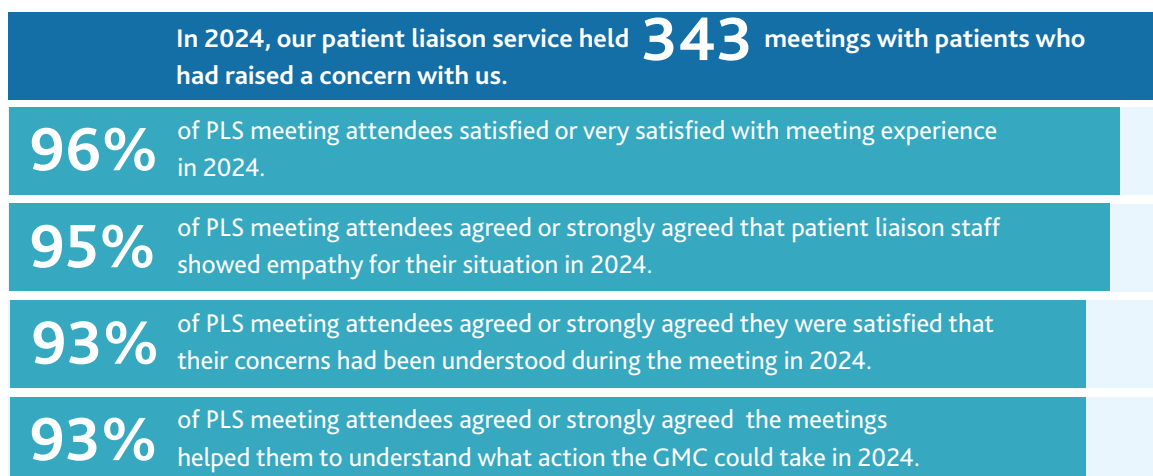 In 2024, our patient liaison service held 343 meetings with patients who
had raised a concern with us.
96%
of PLS meeting attendees satisfied or very satisfied with meeting experience
in 2024.
95%
of PLS meeting attendees agreed or strongly agreed that patient liaison staff
showed empathy for their situation in 2024.
93%
of PLS meeting attendees agreed or strongly agreed they were satisfied that
their concerns had been understood during the meeting in 2024.
93%
of PLS meeting attendees agreed or strongly agreed the meetings
helped them to understand what action the GMC could take in 2024.